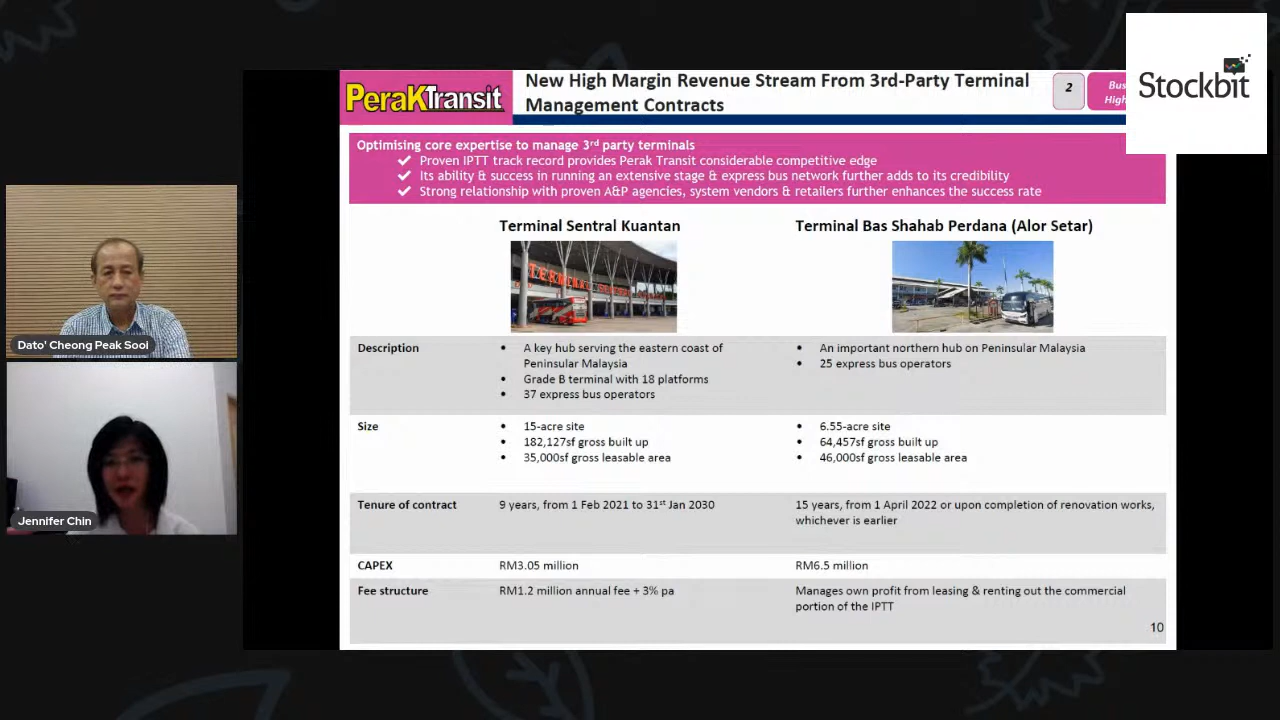 Stockbit
PeraKTransit
New High Margin Revenue Stream From 3rd-Party Terminal
Management Contracts
2
Bus
High
Optimising core expertise to manage 3rd party terminals
✓ Proven IPTT track record provides Perak Transit considerable competitive edge
✓ Its ability & success in running an extensive stage & express bus network further adds to its credibility
✓ Strong relationship with proven A&P agencies, system vendors & retailers further enhances the success rate
Terminal Sentral Kuantan
Terminal Bas Shahab Perdana (Alor Setar)
TERMINAL
Description
• A key hub serving the eastern coast of
Peninsular Malaysia
• Grade B terminal with 18 platforms
• 37 express bus operators
• An important northern hub on Peninsular Malaysia
• 25 express bus operators
Size
• 15-acre site
• 182,127sf gross built up
• 35,000sf gross leasable area
• 6.55-acre site
• 64,457sf gross built up
• 46,000sf gross leasable area
Tenure of contract
9 years, from 1 Feb 2021 to 31st Jan 2030
15 years, from 1 April 2022 or upon completion of renovation works,
whichever is earlier
CAPEX
RM3.05 million
RM6.5 million
Fee structure
RM1.2 million annual fee + 3% pa
Manages own profit from leasing & renting out the commercial
portion of the IPTT
10
Dato' Cheong Peak Sooi
Jennifer Chin